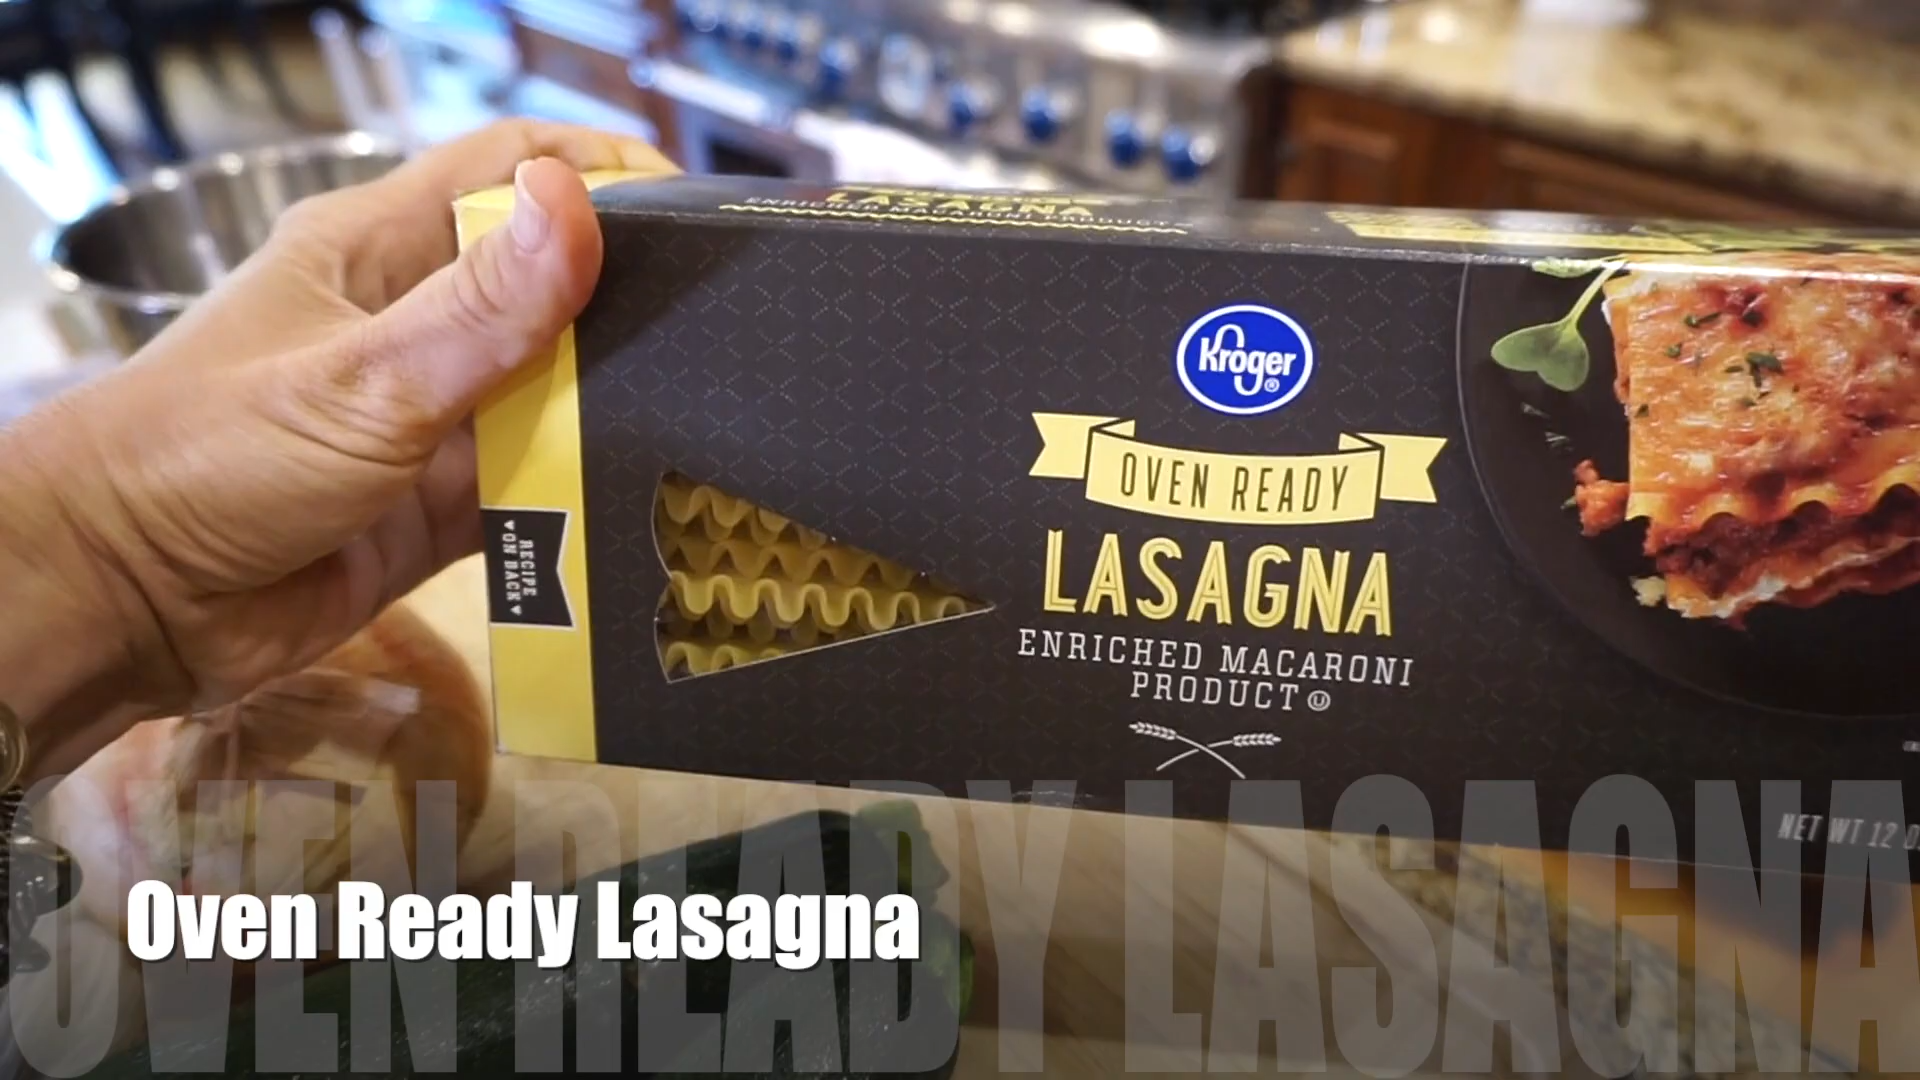 LASAGNA
ENRICHED MACARONI PRODUCT
Kroger®
OVEN READY
LASAGNA
ENRICHED MACARONI
PRODUCT Ⓤ
RECIPE
ON BACK
NET WT 12
OVEN READY LASAGNA
Oven Ready Lasagna